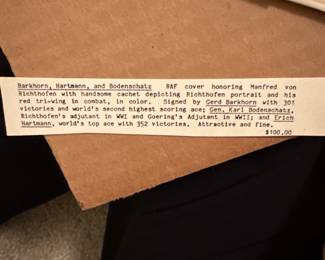 Barkhorn, Hartmann, and Bodenschatz RAF cover honoring Manfred von
Richthofen with handsome cachet depicting Richthofen portrait and his
red tri-wing in combat, in color. Signed by Gerd Barkhorn with 301
victories and world's second highest scoring ace; Gen. Karl Bodenschatz,
Richthofen's adjutant in WWI and Goering's Adjutant in WWII; and Erich
Hartmann, world's top ace with 352 victories. Attractive and fine.
$100.00